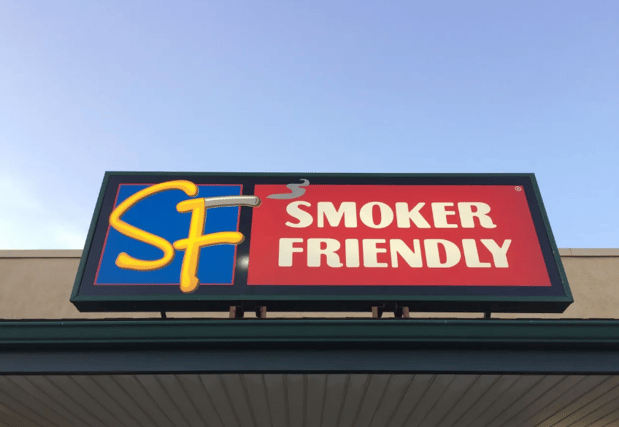 SF
SMOKER
FRIENDLY
®